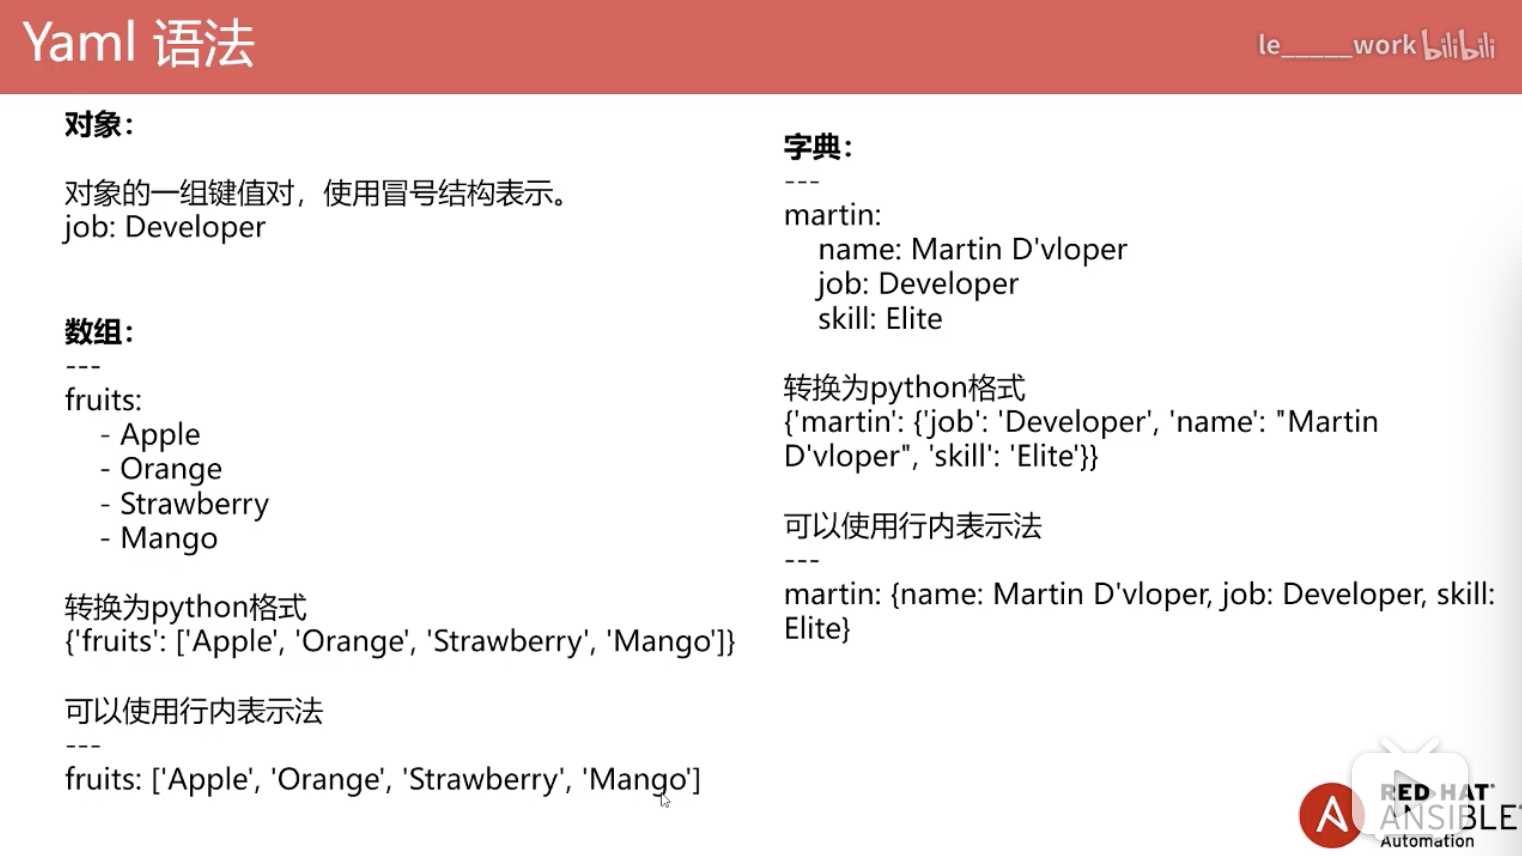 Yaml 语法
le_____work bilibili
对象：
对象的一组键值对，使用冒号结构表示。
job: Developer
数组：
---
fruits:
- Apple
- Orange
- Strawberry
- Mango
转换为python格式
{'fruits': ['Apple', 'Orange', 'Strawberry', 'Mango']}
可以使用行内表示法
---
fruits: ['Apple', 'Orange', 'Strawberry', 'Mango']
字典：
---
martin:
name: Martin D'vloper
job: Developer
skill: Elite
转换为python格式
{'martin': {'job': 'Developer', 'name': "Martin
D'vloper", 'skill': 'Elite'}}
可以使用行内表示法
---
martin: {name: Martin D'vloper, job: Developer, skill:
Elite}
RED HAT
ANSIBLE
Automation